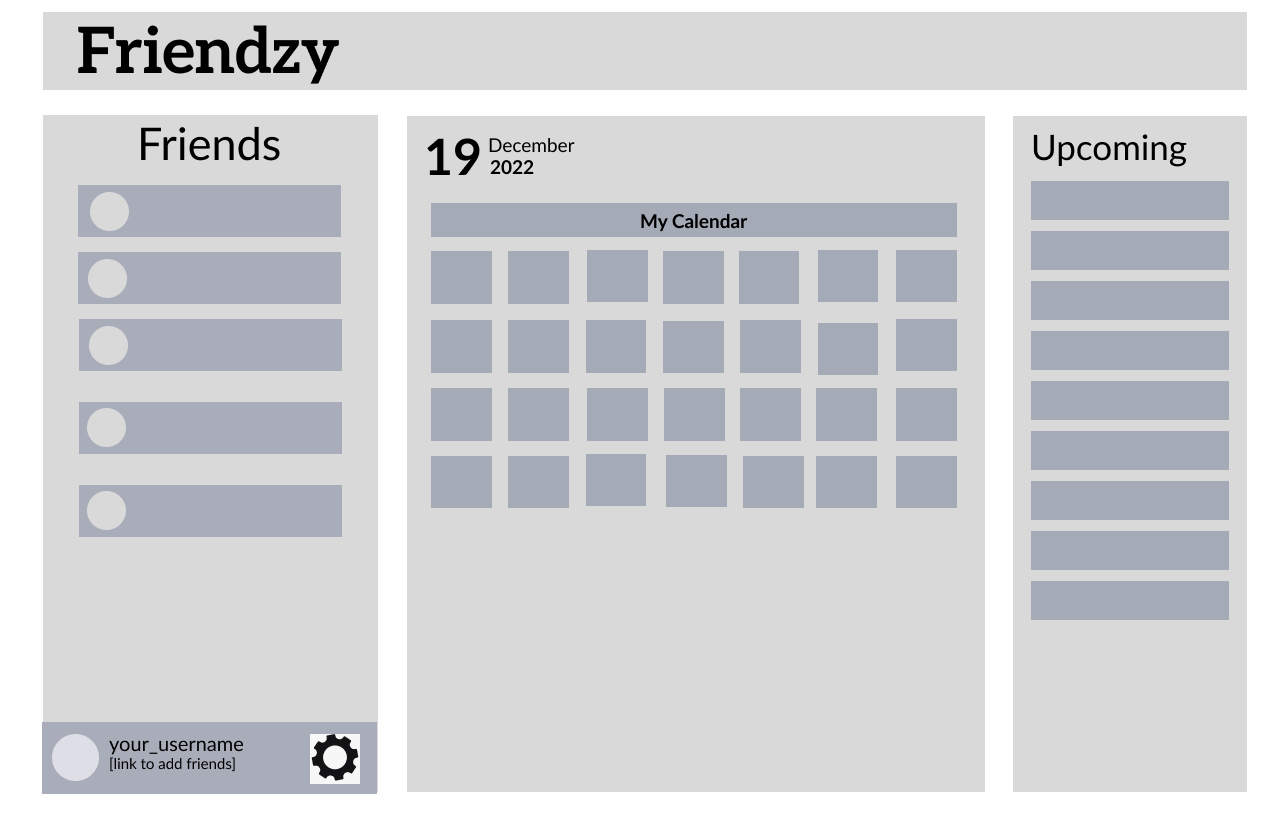 Friendzy
Friends
19 December
2022
My Calendar
Upcoming
your_username
[link to add friends]